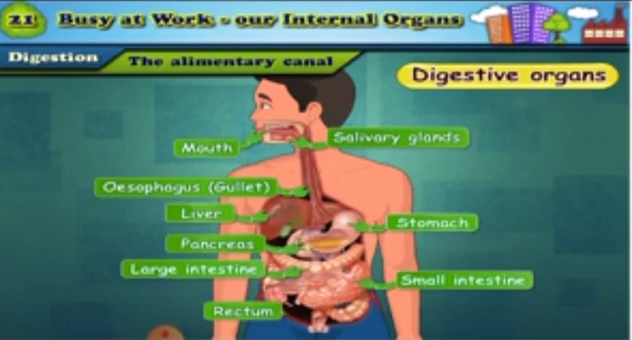 21 Busy at Work - our Internal Organs
Digestion The alimentary canal
Digestive organs
Mouth
Salivary glands
Oesophagus (Gullet)
Liver
Stomach
Pancreas
Large intestine
Small intestine
Rectum